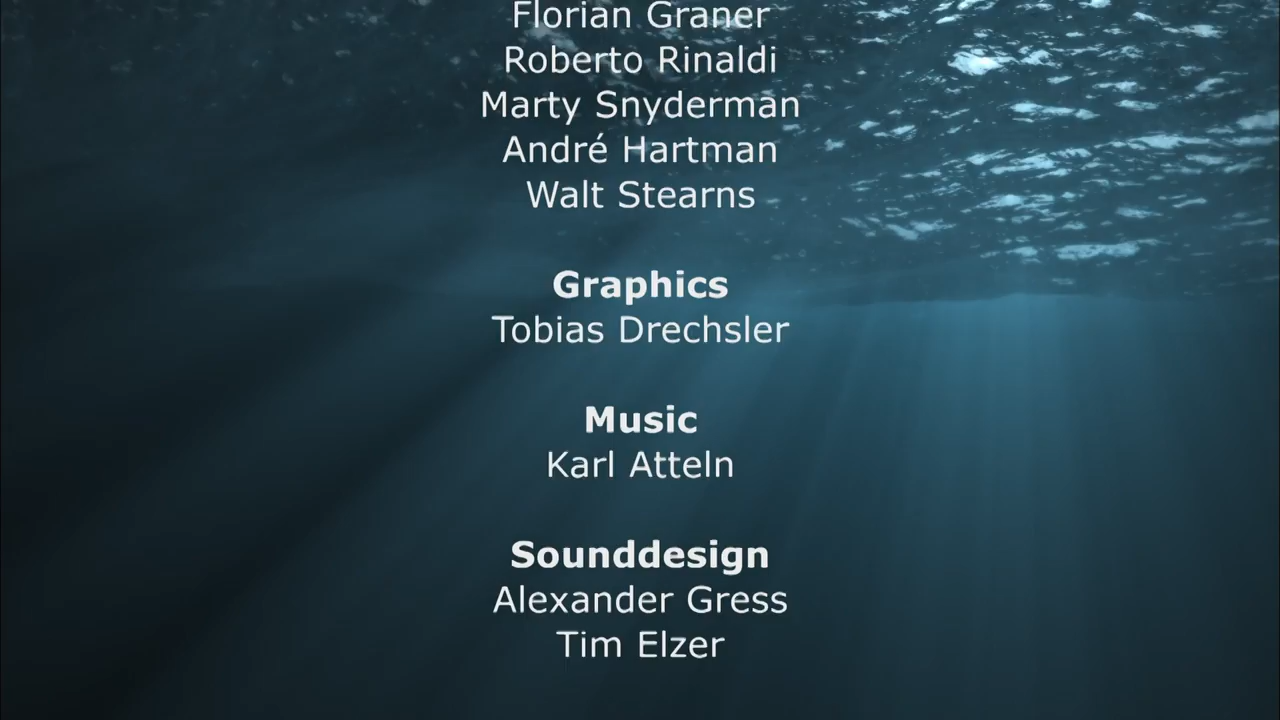 Florian Graner
Roberto Rinaldi
Marty Snyderman
André Hartman
Walt Stearns
Graphics
Tobias Drechsler
Music
Karl Atteln
Sounddesign
Alexander Gress
Tim Elzer